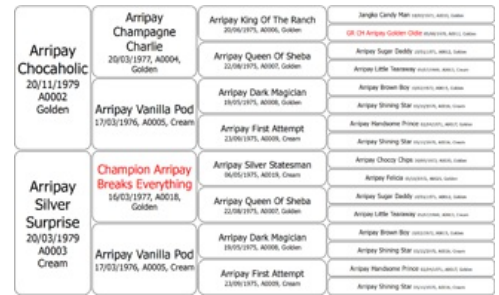 Arripay
Chocaholic
20/11/1979
A0002
Golden
Arripay
Silver
Surprise
20/03/1979
A0003
Cream
Arripay
Champagne
Charlie
20/03/1977, A0004,
Golden
Arripay Vanilla Pod
17/03/1976, A0005, Cream
Champion Arripay
Breaks Everything
16/03/1977, A0018,
Golden
Arripay Vanilla Pod
17/03/1976, A0005, Cream
Arripay King Of The Ranch
20/06/1975, A0006, Golden
Arripay Queen Of Sheba
22/08/1975, A0007, Golden
Arripay Dark Magician
19/05/1975, A0008, Golden
Arripay First Attempt
23/09/1975, A0009, Cream
Arripay Silver Statesman
06/05/1975, A0019, Cream
Arripay Queen Of Sheba
22/08/1975, A0007, Golden
Arripay Dark Magician
19/05/1975, A0008, Golden
Arripay First Attempt
23/09/1975, A0009, Cream
Jangko Candy Man
GR CH Arripay Golden Oldie
Arripay Sugar Daddy
Arripay Little Tearaway
Arripay Brown Boy
Arripay Shining Star
Arripay Handsome Prince
Arripay Shining Star
Arripay Choccy Chips
Arripay Felicia
Arripay Sugar Daddy
Arripay Little Tearaway
Arripay Brown Boy
Arripay Shining Star
Arripay Handsome Prince
Arripay Shining Star